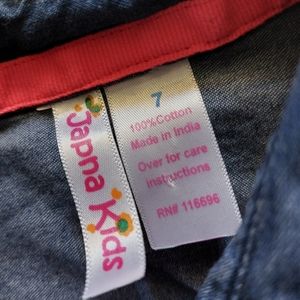 Japna Kids
7
100%Cotton
Made in India
Over for care
instructions
RN# 116696